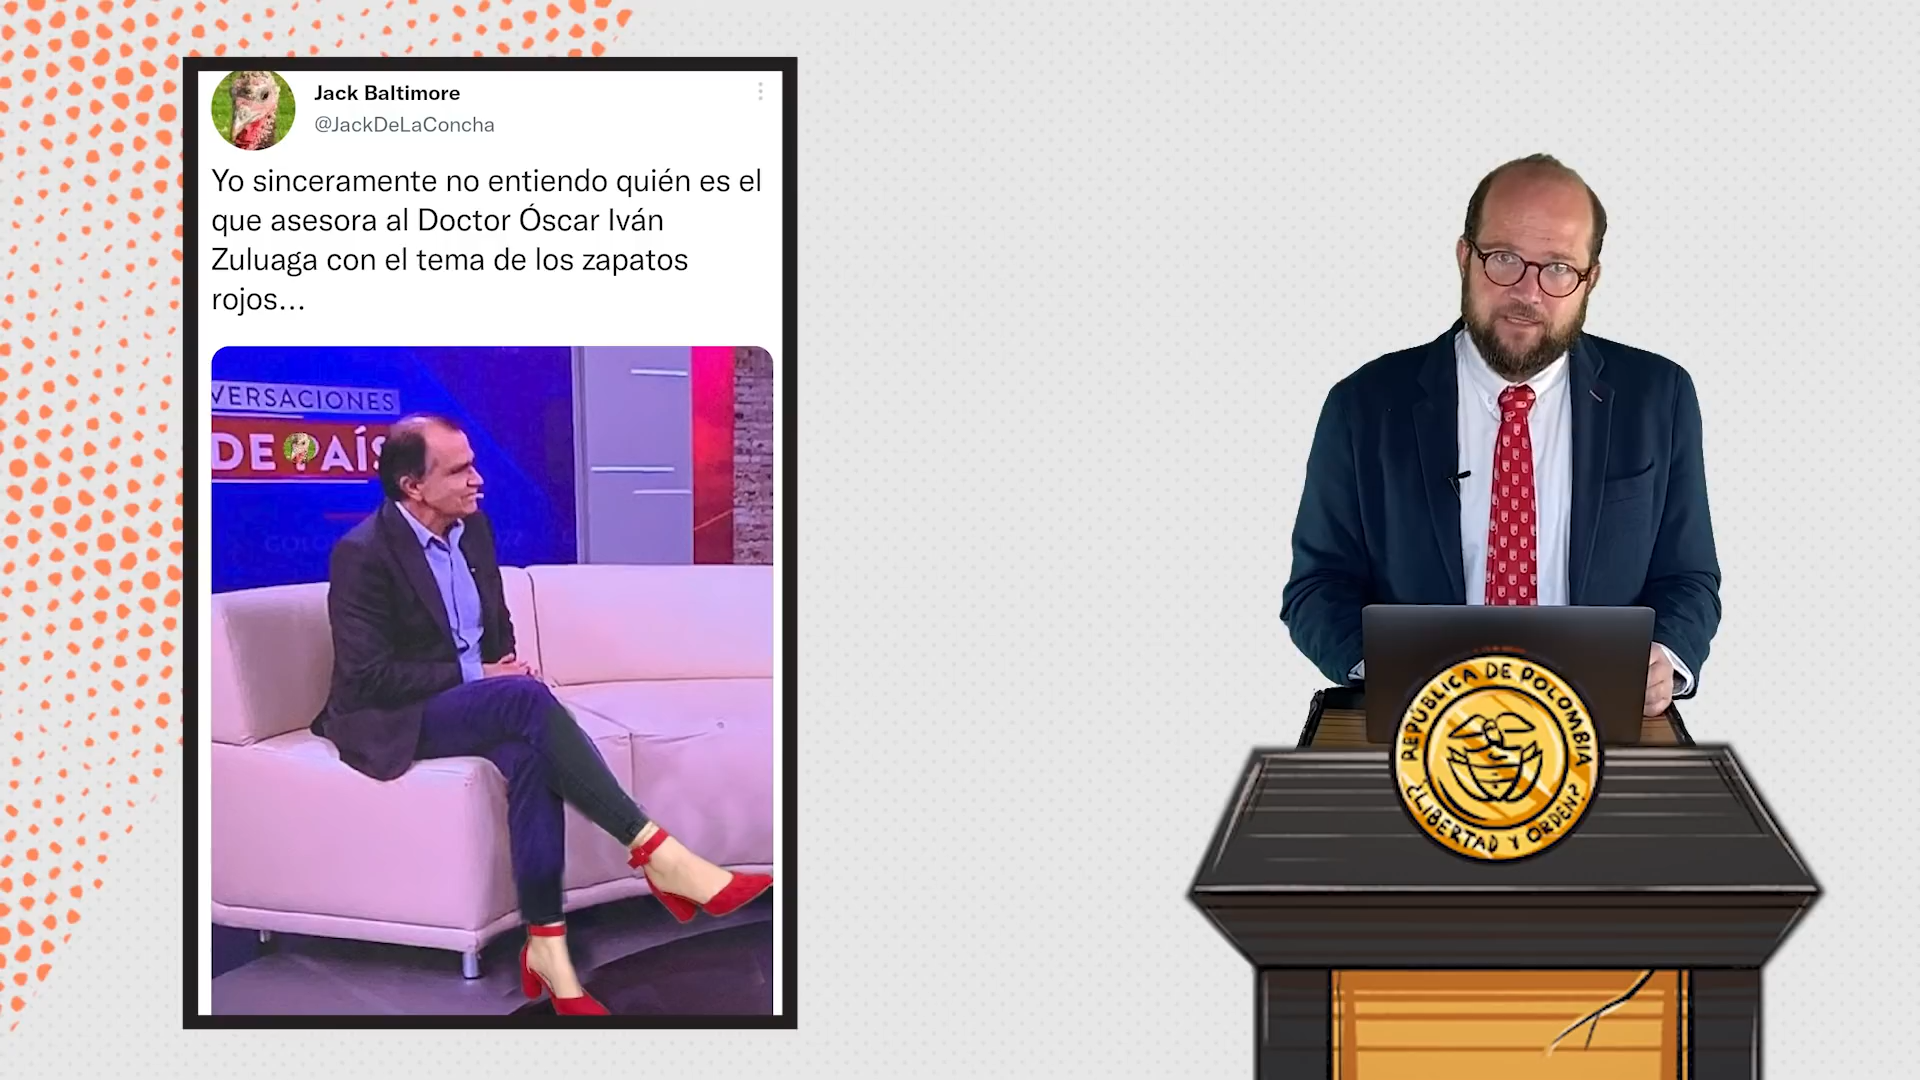 Jack Baltimore
@JackDeLaConcha
Yo sinceramente no entiendo quién es el
que asesora al Doctor Óscar Iván
Zuluaga con el tema de los zapatos
rojos...
VERSACIONES
DE PAÍS
REPÚBLICA DE POLOMBIA
¿LIBERTAD Y ORDEN?